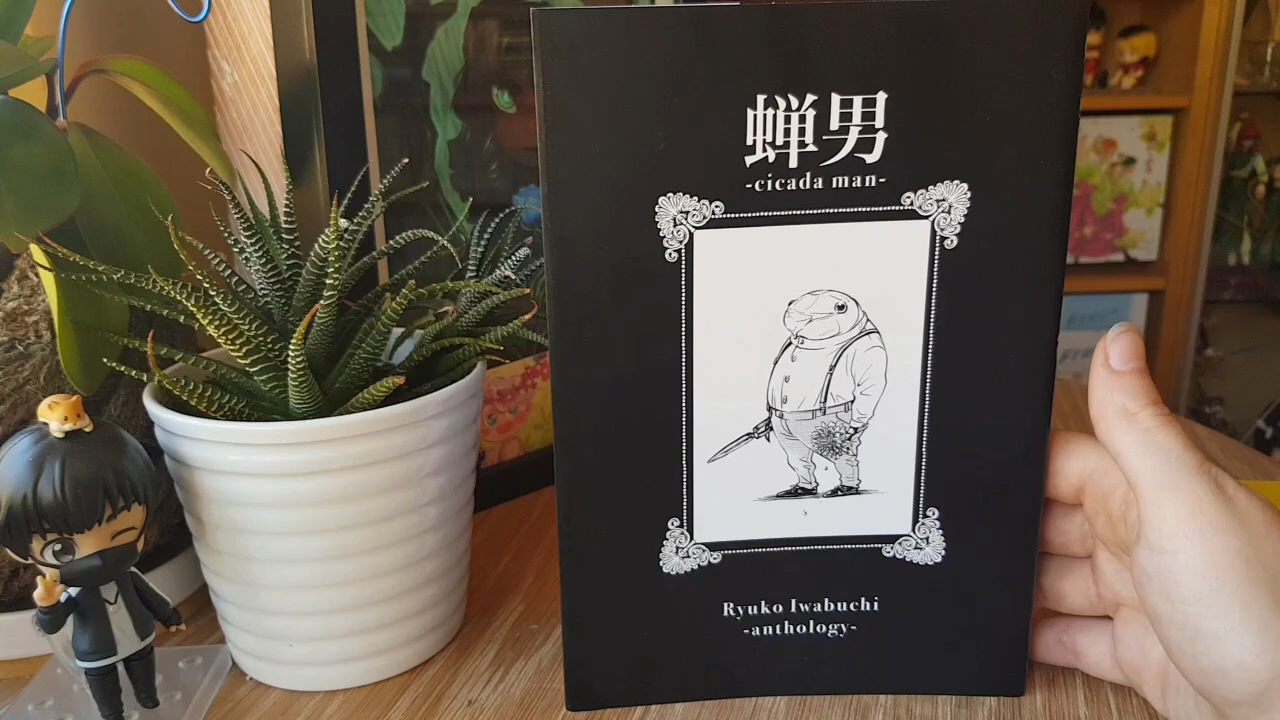 蝉男
-cicada man-
Ryuko Iwabuchi
-anthology-